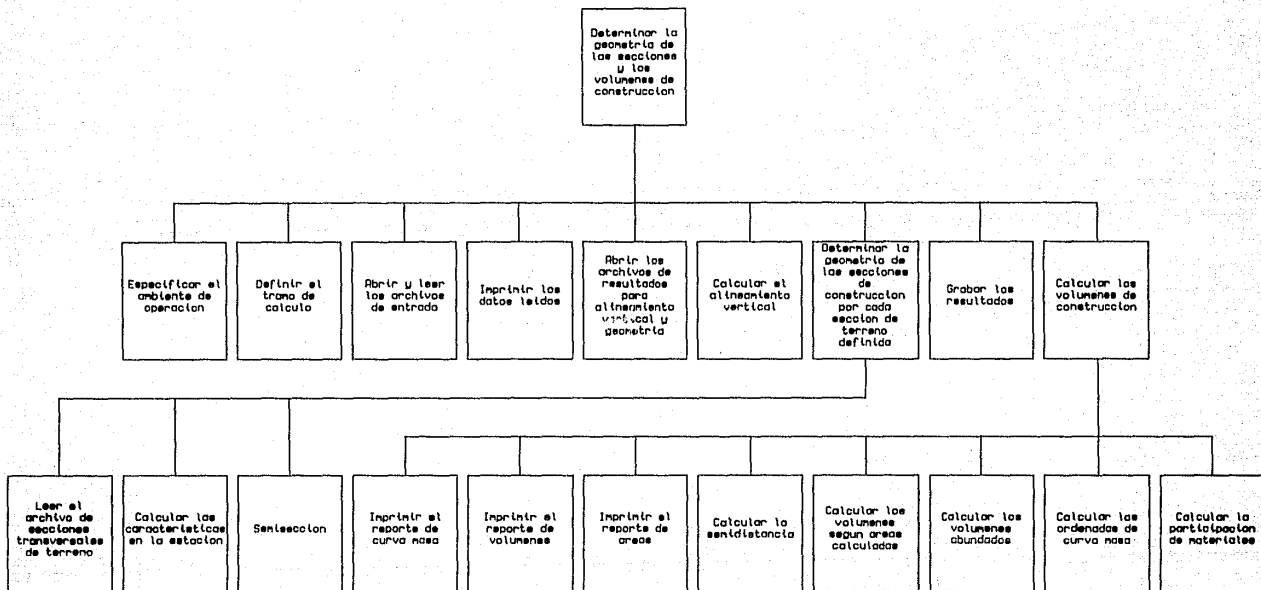 Determinar la
geometria de
las secciones
y los
volumenes de
construccion
Especificar el
ambiente de
operacion
Definir el
tramo de
calculo
Abrir y leer
los archivos
de entrada
Imprimir los
datos leidos
Abrir los
archivos de
resultados
para
alinermiento
vertical y
geometria
Calcular el
alineamiento
vertical
Determinar la
geometria de
las secciones
de
construccion
por cada
seccion de
terreno
definida
Grabar los
resultados
Calcular los
volumenes de
construccion
Leer el
archivo de
secciones
transversales
de terreno
Calcular las
caracteristicas
en la estacion
Semiseccion
Imprimir el
reporte de
curva masa
Imprimir el
reporte de
volumenes
Imprimir el
reporte de
areas
Calcular la
semidistancia
Calcular los
volumenes
segun areas
calculadas
Calcular los
volumenes
abundados
Calcular las
ordenadas de
curva masa
Calcular la
participacion
de materiales